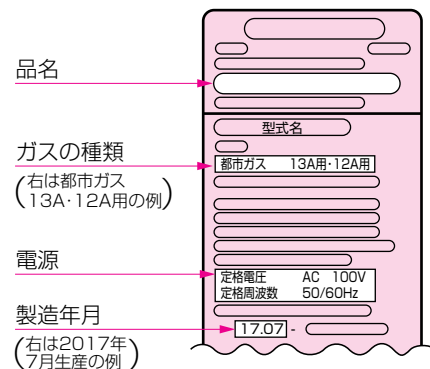 品名
型式名
ガスの種類
(右は都市ガス
13A・12A用の例)
都市ガス 13A用・12A用
電源
定格電圧 AC 100V
定格周波数 50/60Hz
製造年月
(右は2017年
7月生産の例)
17.07 -